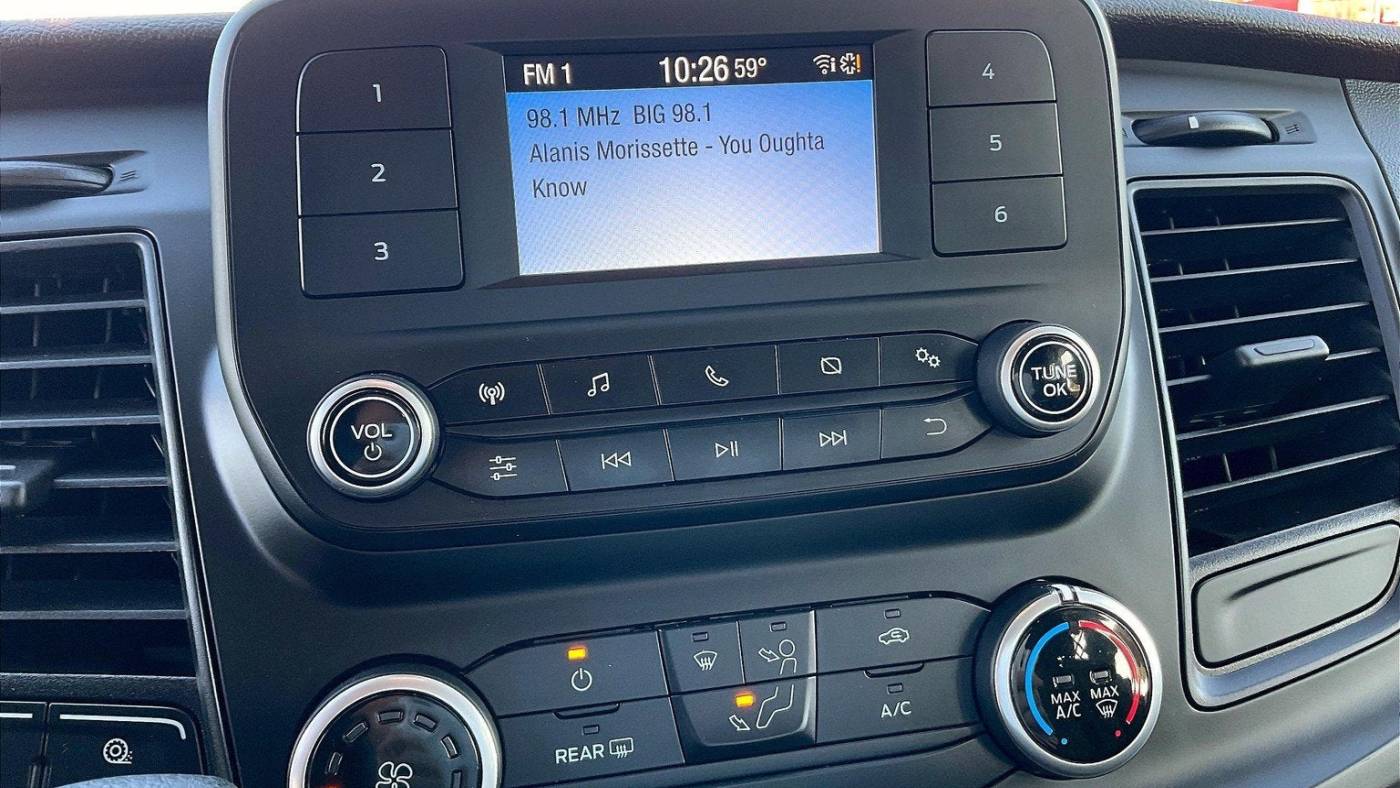 FM 1 10:26 59°
98.1 MHz BIG 98.1
Alanis Morissette - You Oughta
Know
1
2
3
4
5
6
VOL
TUNE
OK
REAR
A/C
MAX
A/C
MAX